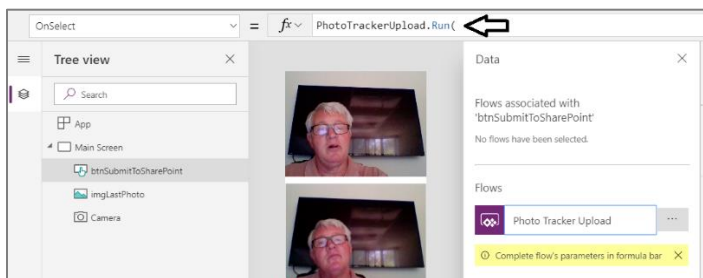 OnSelect = fx PhotoTrackerUpload.Run(
Tree view
Search
App
Main Screen
btnSubmitToSharePoint
imgLastPhoto
Camera
Data
Flows associated with
'btnSubmitToSharePoint'
No flows have been selected.
Flows
Photo Tracker Upload ...
Complete flow's parameters in formula bar